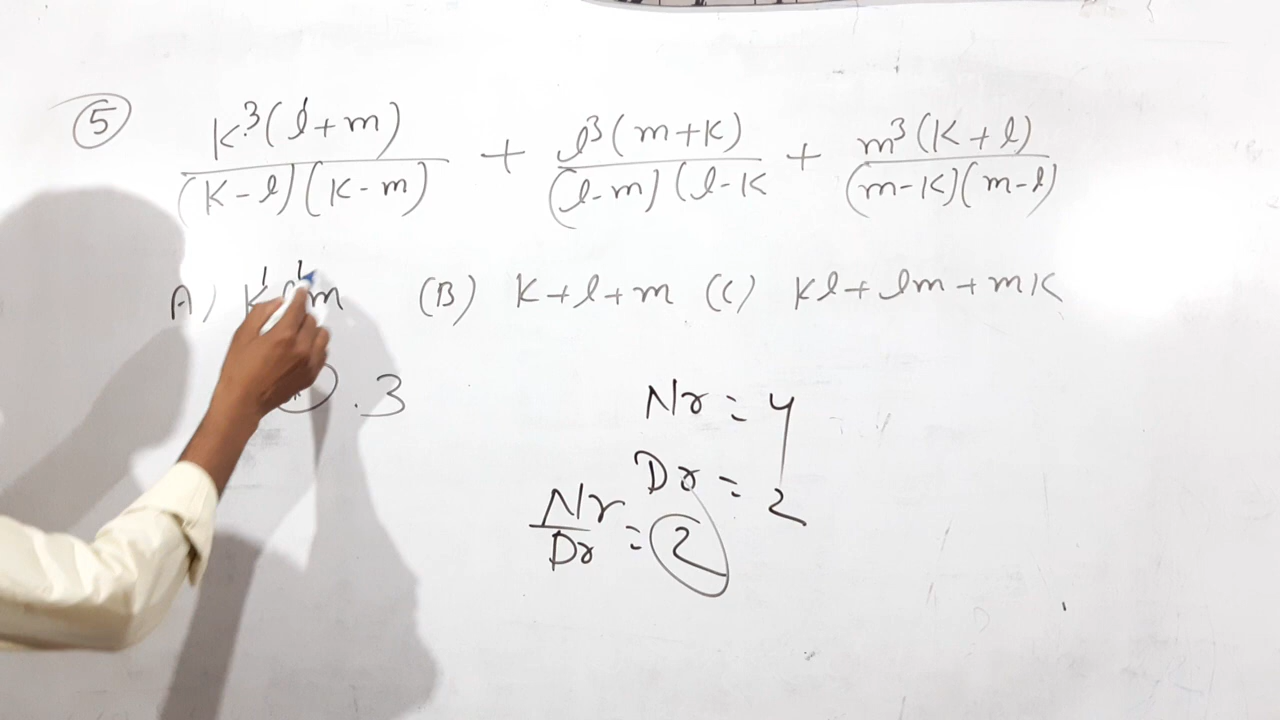 ⑤ K³(l+m) / (K-l)(K-m) + l³(m+K) / (l-m)(l-K + m³(K+l) / (m-K)(m-l)
A) m (B) K+l+m (C) Kl+lm+mK
.3
Nr = 4
Dr = 2
Nr/Dr = 2